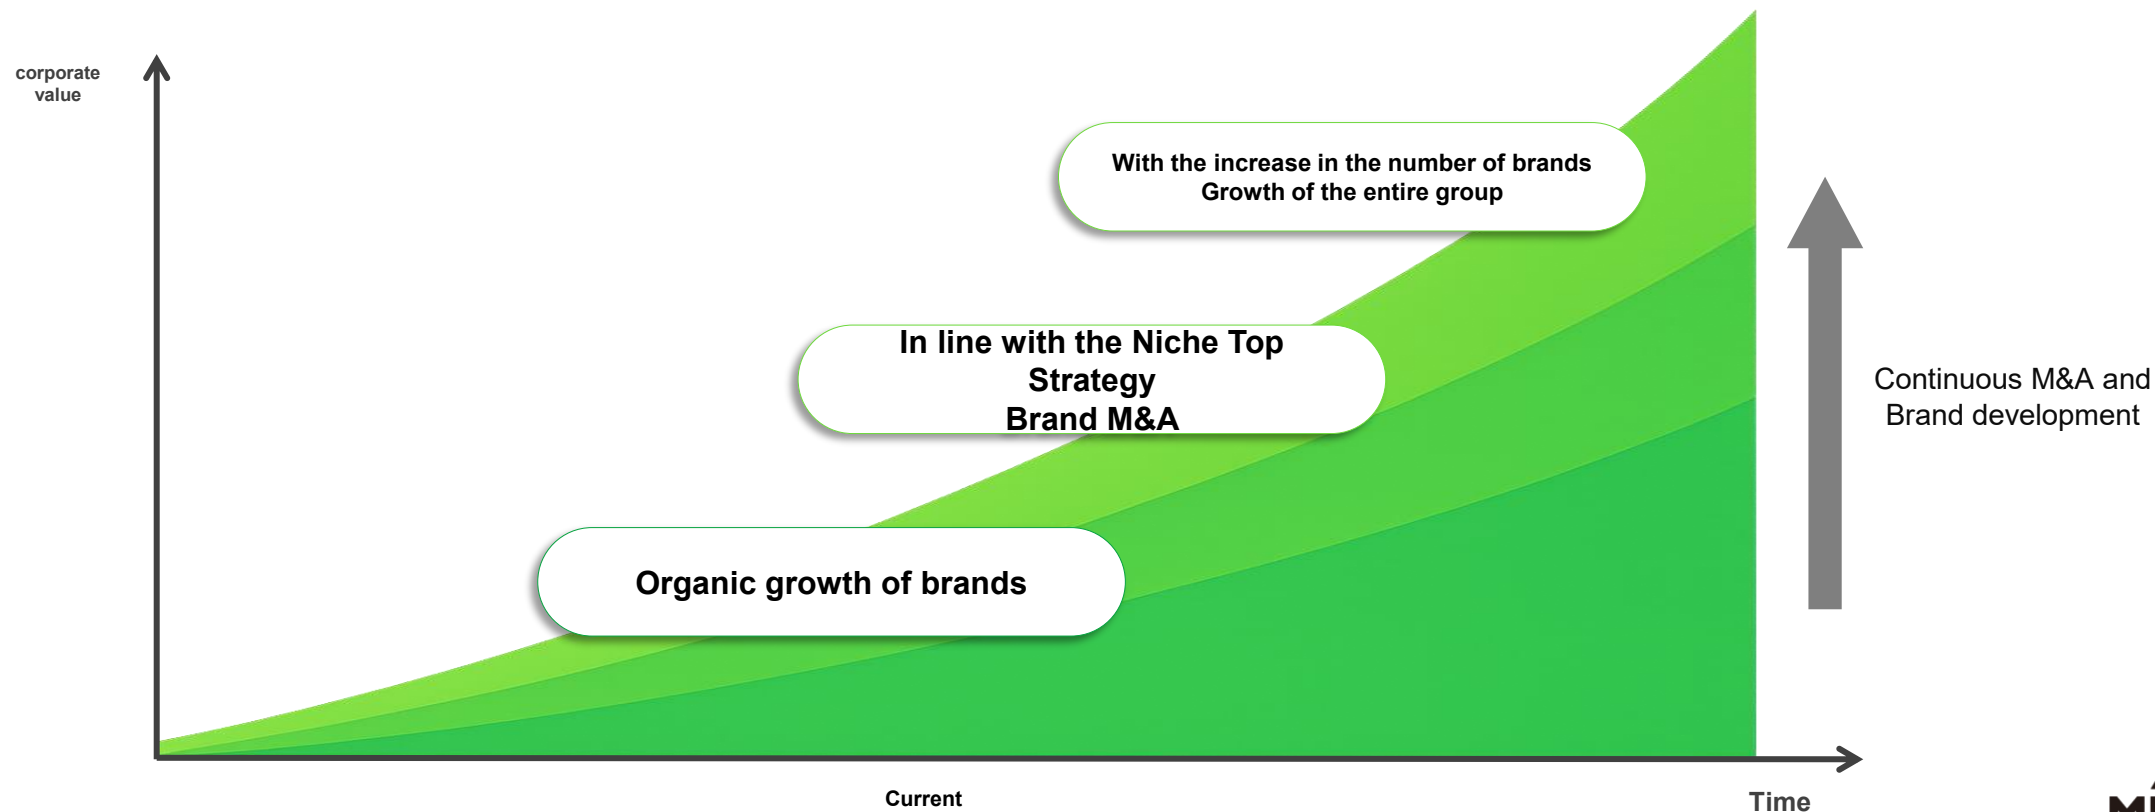 corporate
value
With the increase in the number of brands
Growth of the entire group
In line with the Niche Top
Strategy
Brand M&A
Continuous M&A and
Brand development
Organic growth of brands
Current
Time